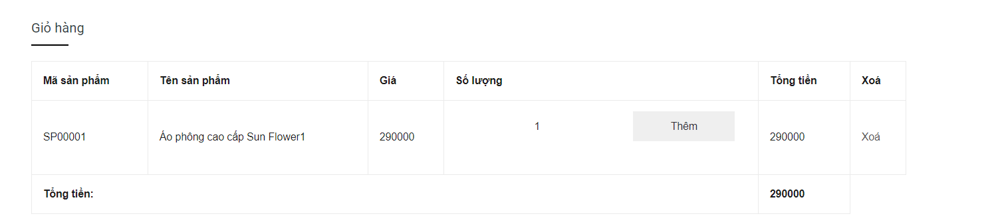 Giỏ hàng
Mã sản phẩm Tên sản phẩm Giá Số lượng Tổng tiền Xoá
SP00001 Áo phông cao cấp Sun Flower1 290000 1 Thêm 290000 Xoá
Tổng tiền: 290000